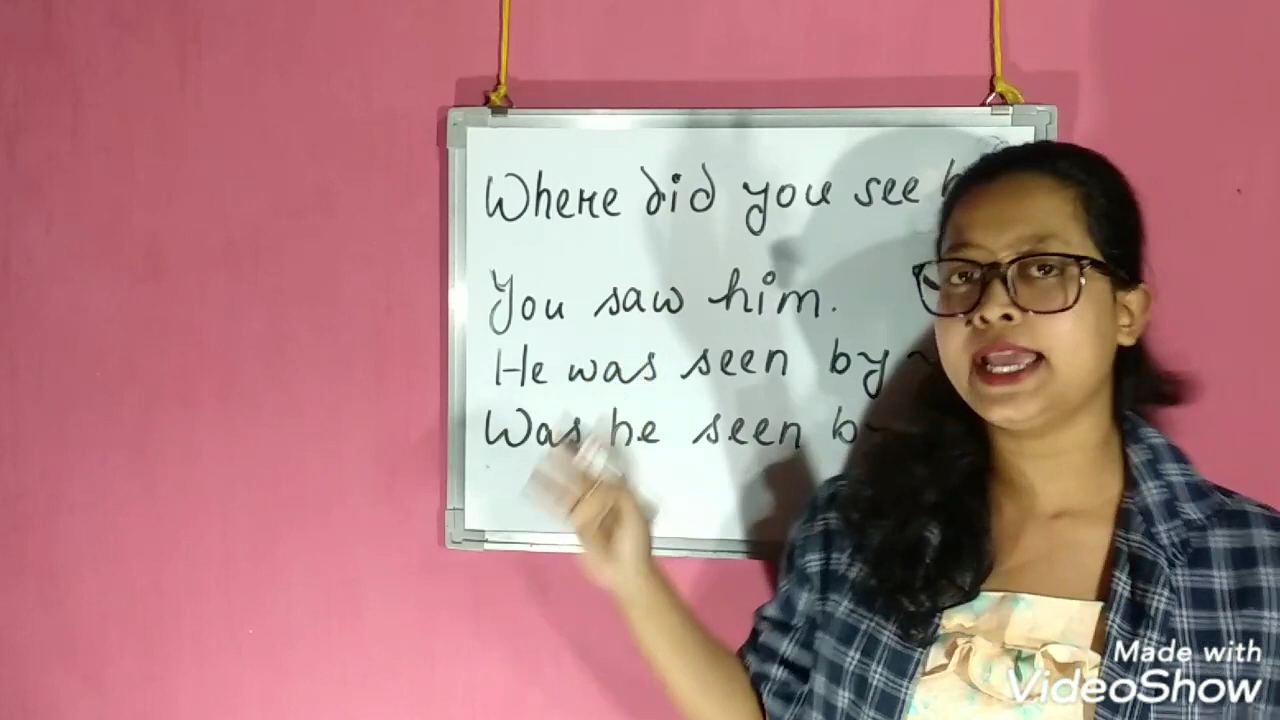 Where did you see
You saw him.
He was seen by
Was he seen
Made with
VideoShow